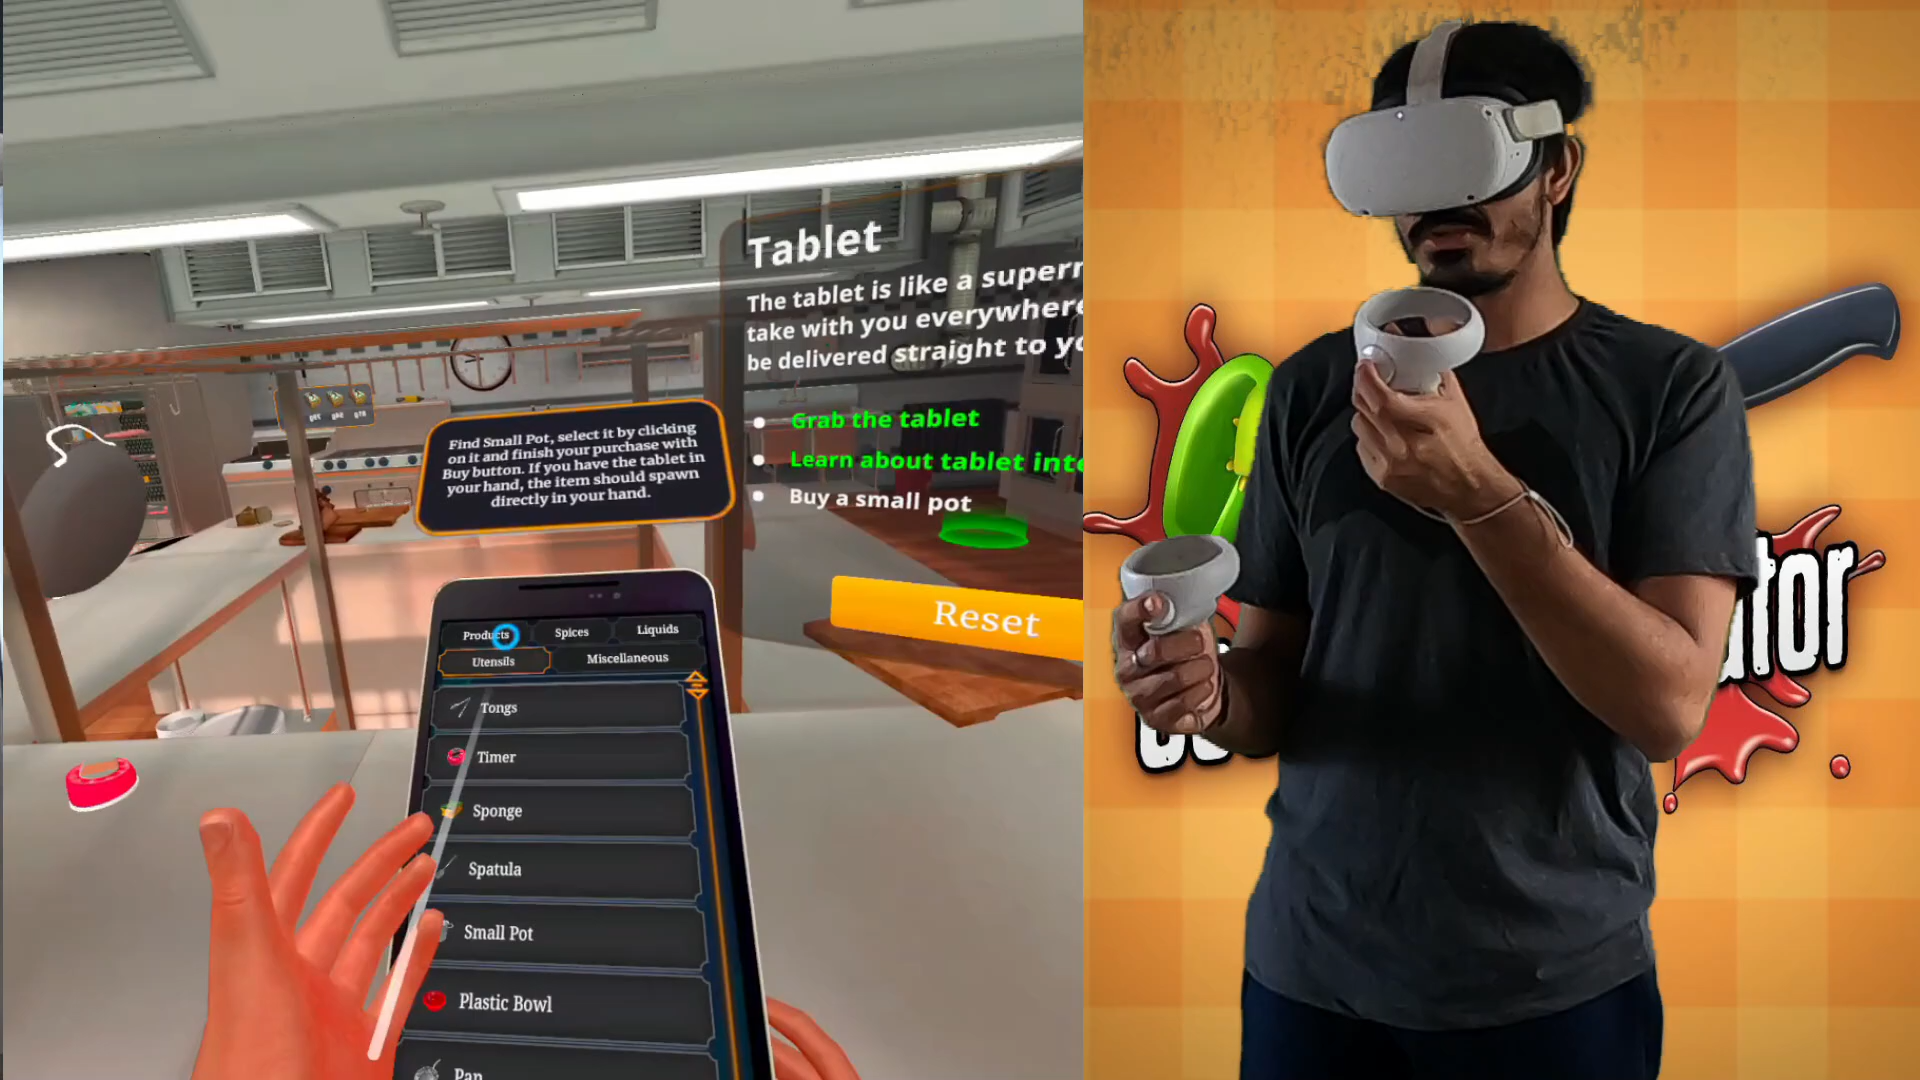 Tablet
The tablet is like a
take with you everywhere
be delivered straight to
Grab the tablet
Learn about tablet
Buy a small pot
Find Small Pot, select it by clicking
on it and finish your purchase with
Buy button. If you have the tablet in
your hand, the item should spawn
directly in your hand.
Reset
Products
Spices
Liquids
Utensils
Miscellaneous
Tongs
Timer
Sponge
Spatula
Small Pot
Plastic Bowl
Pan